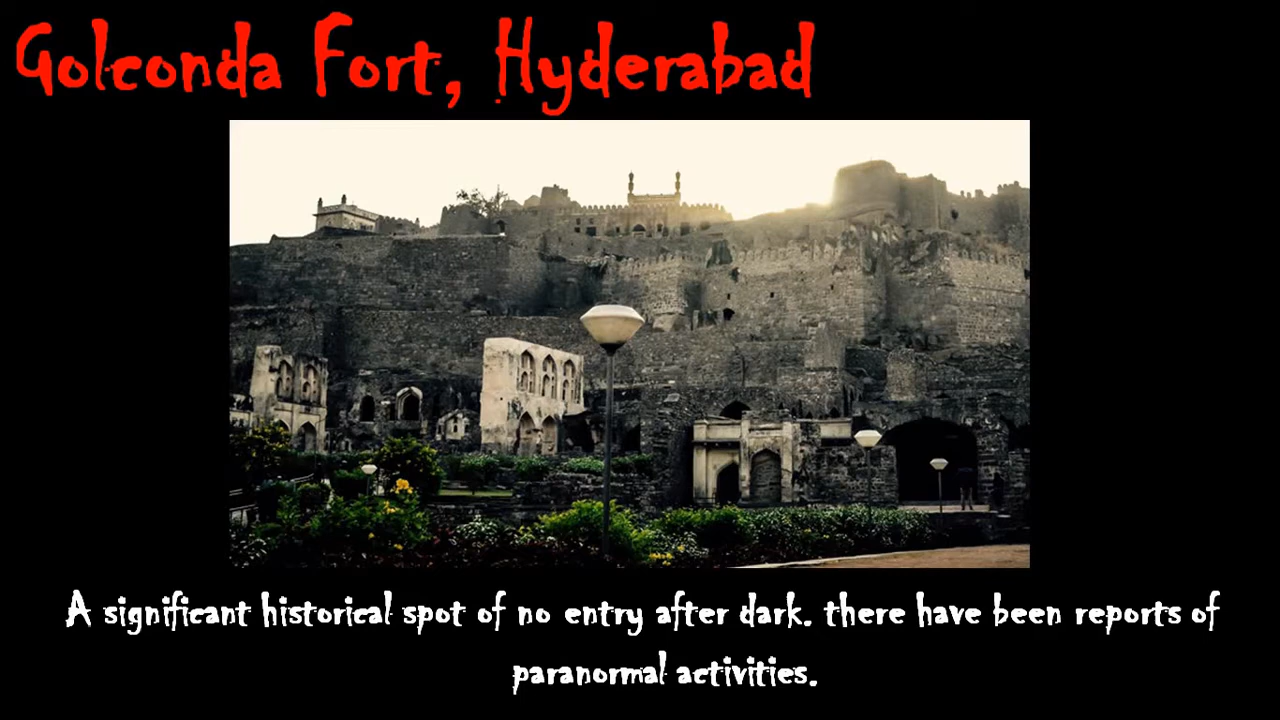 Golconda Fort, Hyderabad
A significant historical spot of no entry after dark. there have been reports of
paranormal activities.